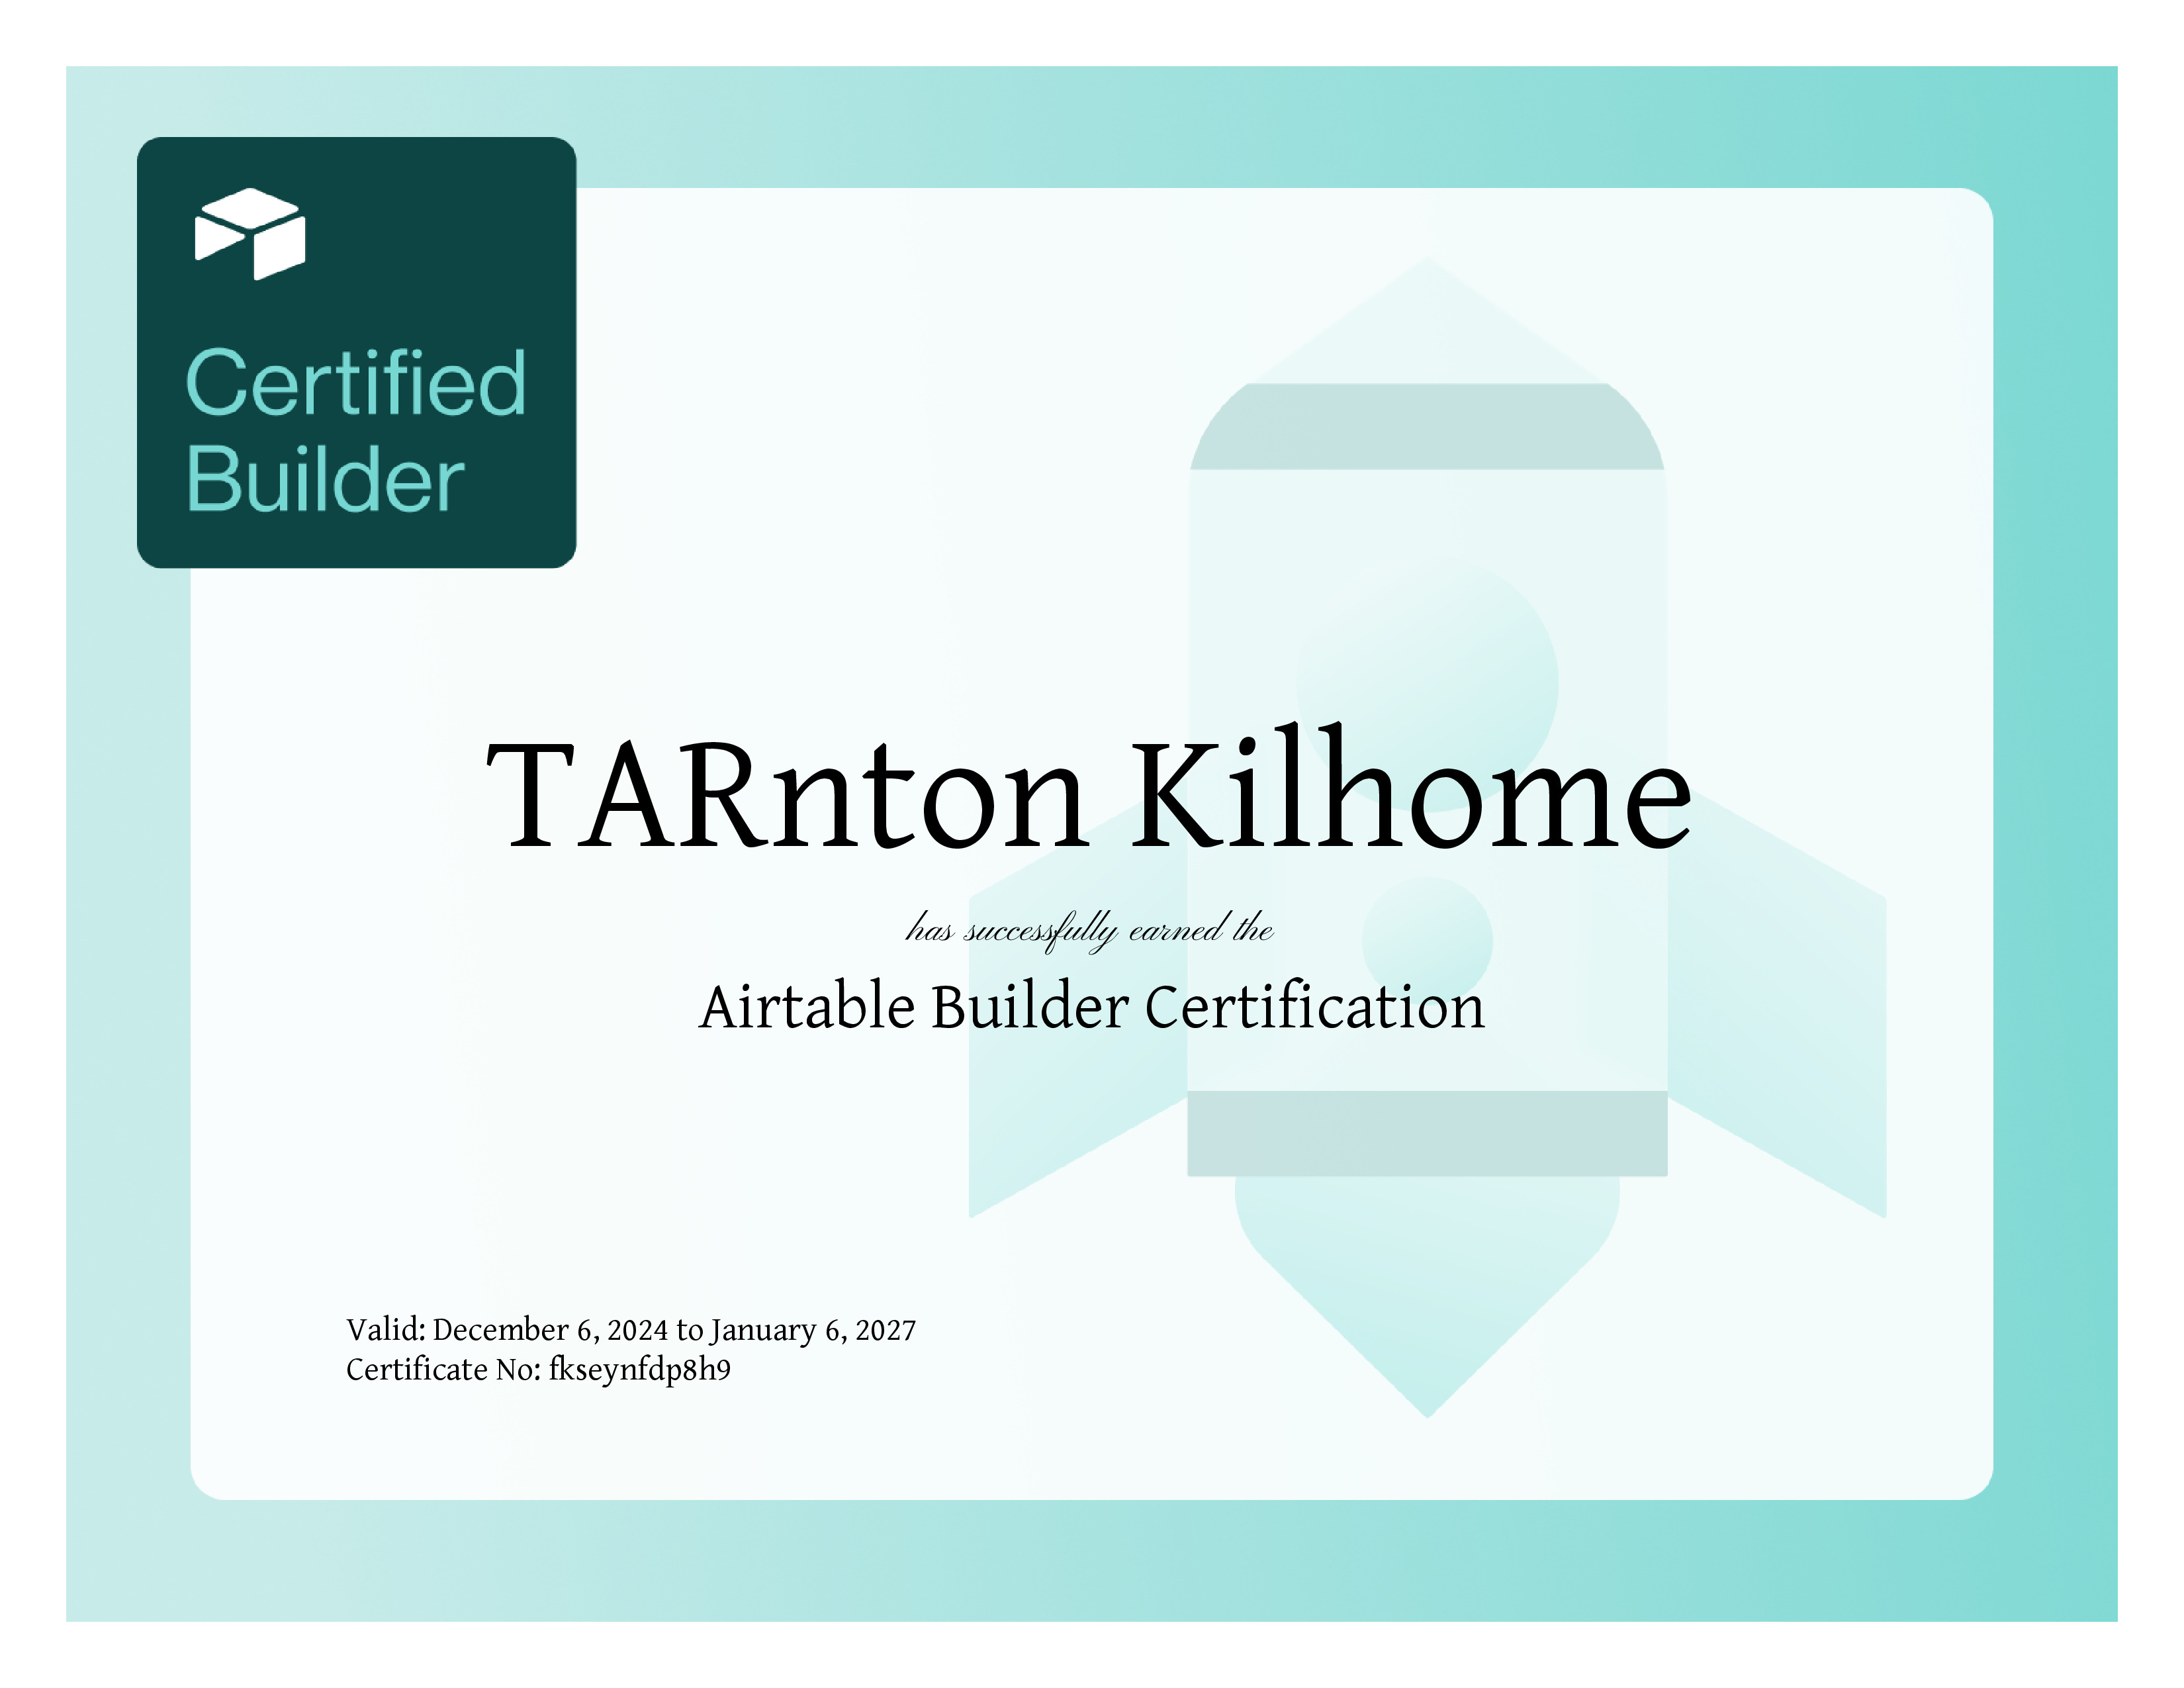 Certified
Builder
TARnton Kilhome
has successfully earned the
Airtable Builder Certification
Valid: December 6, 2024 to January 6, 2027
Certificate No: fkseynfdp8h9